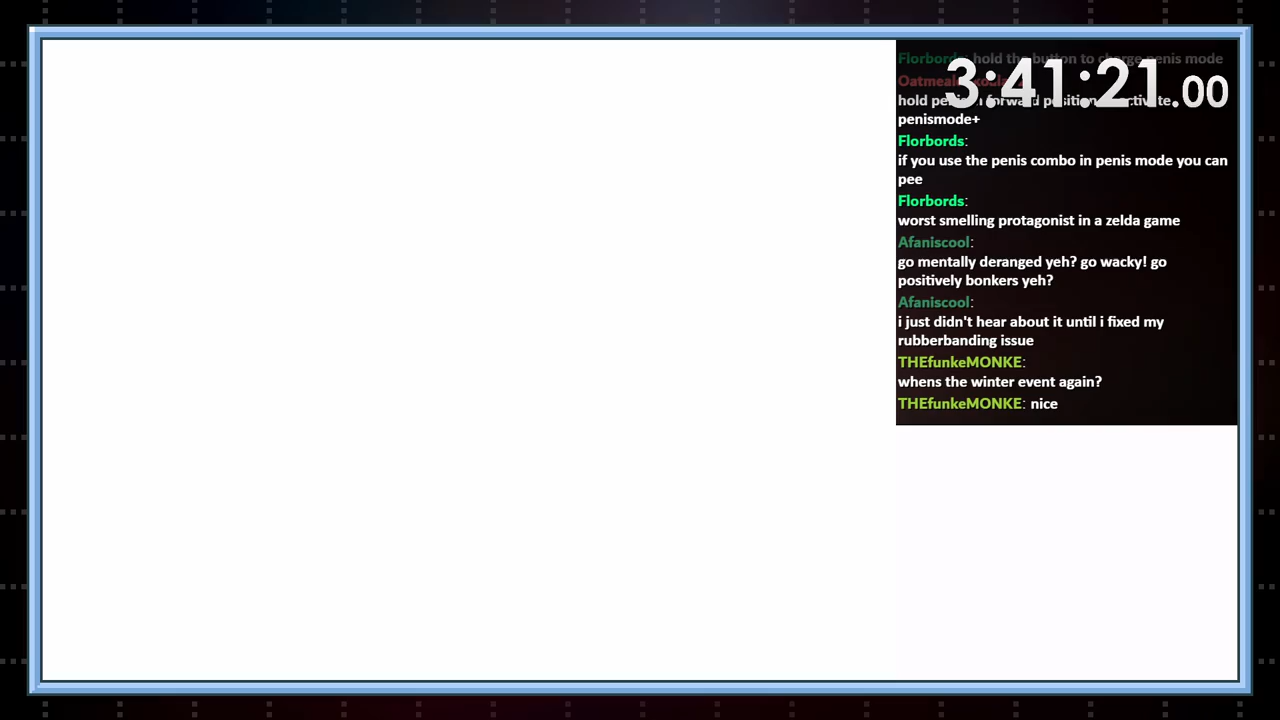 Florbords: hold the button to charge penis mode
3:41:21.00
hold penis in forward position activate
penismode+
Florbords:
if you use the penis combo in penis mode you can
pee
Florbords:
worst smelling protagonist in a zelda game
Afaniscool:
go mentally deranged yeh? go wacky! go
positively bonkers yeh?
Afaniscool:
i just didn't hear about it until i fixed my
rubberbanding issue
THEfunkeMONKE:
whens the winter event again?
THEfunkeMONKE: nice